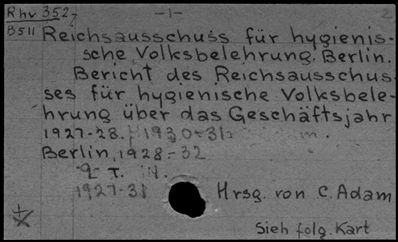 Rhv 352
B511
-1-
2
Reichsausschuss für hygienis-
sche Volksbelehrung. Berlin.
Bericht des Reichsausschus-
ses für hygienische Volksbele-
hrung über das Geschäftsjahr
1927-28. 1930-31
Berlin, 1928-32
T.
1927-31 Hrsg. von C. Adam
Sieh folg. Kart